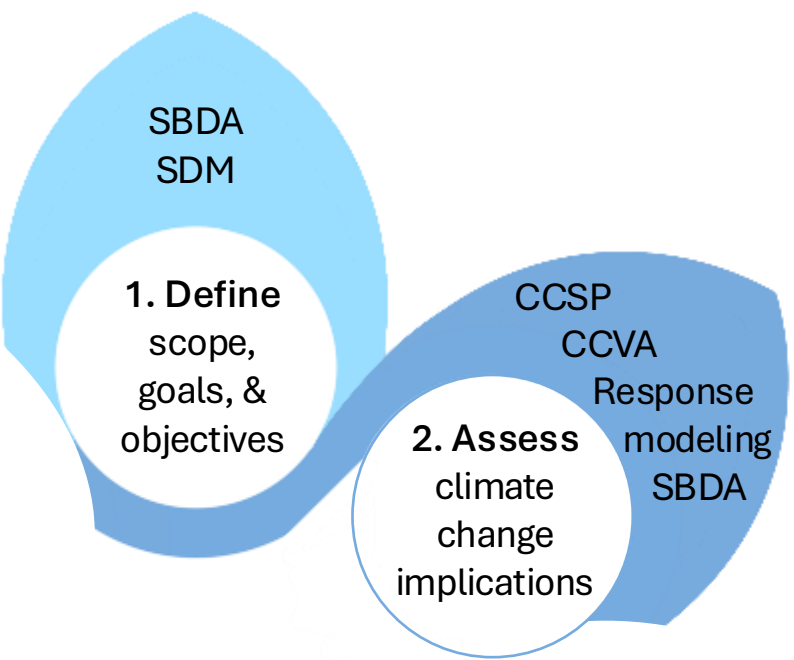 SBDA
SDM
1. Define
scope,
goals, &
objectives
CCSP
CCVA
Response
modeling
SBDA
2. Assess
climate
change
implications